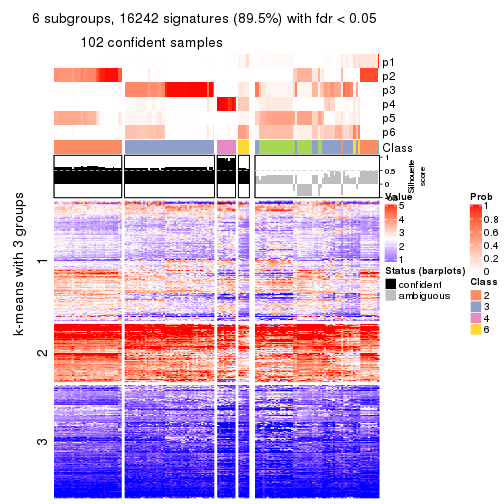 6 subgroups, 16242 signatures (89.5%) with fdr < 0.05
102 confident samples
p1
p2
p3
p4
p5
p6
Class
1
0.5
0
Silhouette
score
k-means with 3 groups
1
2
3
Value
5
4
3
2
1
Status (barplots)
confident
ambiguous
Prob
1
0.8
0.6
0.4
0.2
0
Class
2
3
4
6